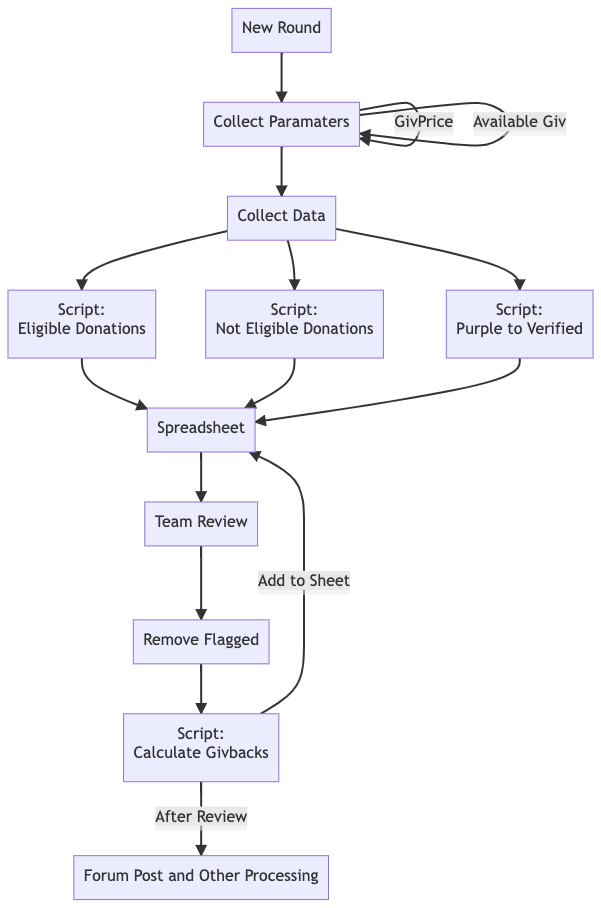 New Round
Collect Paramaters
GivPrice
Available Giv
Collect Data
Script:
Eligible Donations
Script:
Not Eligible Donations
Script:
Purple to Verified
Spreadsheet
Team Review
Add to Sheet
Remove Flagged
Script:
Calculate Givbacks
After Review
Forum Post and Other Processing